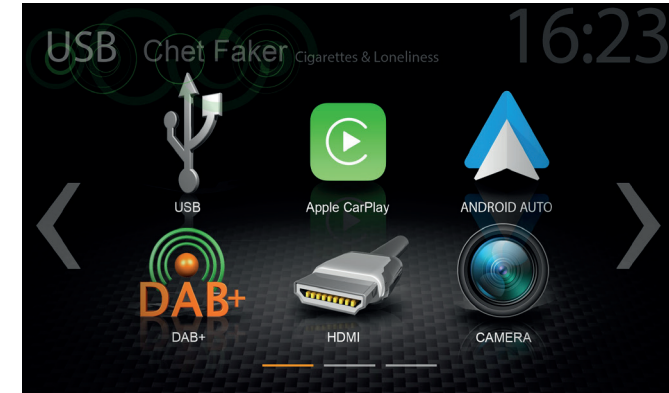 USB Chet Faker Cigarettes & Loneliness 16:23
USB Apple CarPlay ANDROID AUTO
DAB+
DAB+ HDMI CAMERA